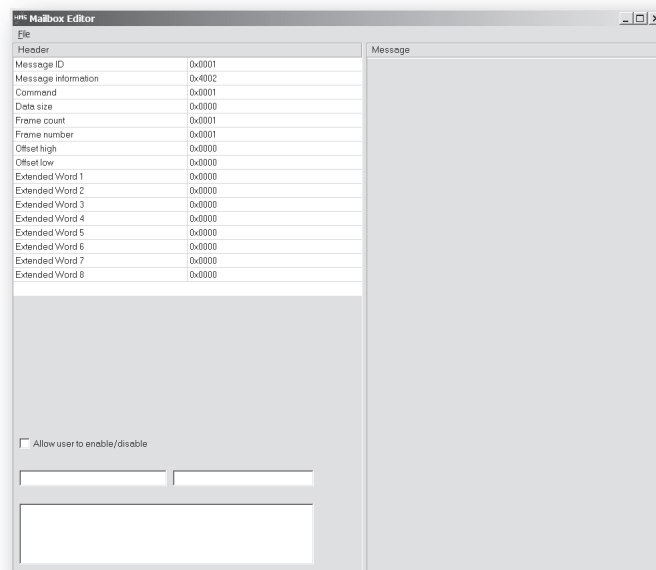 HMS Mailbox Editor
File
Header Message
Message ID 0x0001
Message information 0x4002
Command 0x0001
Data size 0x0000
Frame count 0x0001
Frame number 0x0001
Offset high 0x0000
Offset low 0x0000
Extended Word 1 0x0000
Extended Word 2 0x0000
Extended Word 3 0x0000
Extended Word 4 0x0000
Extended Word 5 0x0000
Extended Word 6 0x0000
Extended Word 7 0x0000
Extended Word 8 0x0000
Allow user to enable/disable